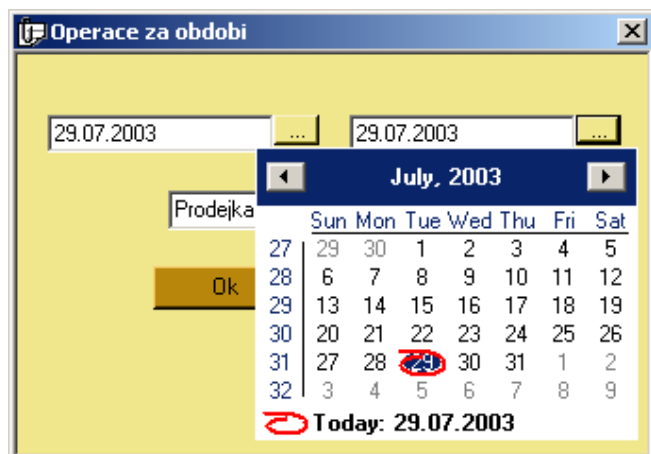 Operace za obdobi
29.07.2003 ... 29.07.2003 ...
July, 2003
Prodejka
Sun Mon Tue Wed Thu Fri Sat
27 29 30 1 2 3 4 5
28 6 7 8 9 10 11 12
Ok
29 13 14 15 16 17 18 19
30 20 21 22 23 24 25 26
31 27 28 29 30 31 1 2
32 3 4 5 6 7 8 9
Today: 29.07.2003